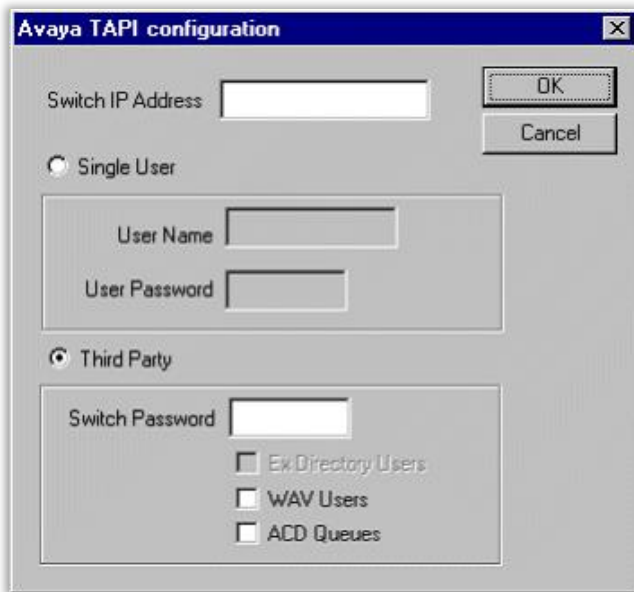 Avaya TAPI configuration
Switch IP Address
OK
Cancel
Single User
User Name
User Password
Third Party
Switch Password
Ex Directory Users
WAV Users
ACD Queues